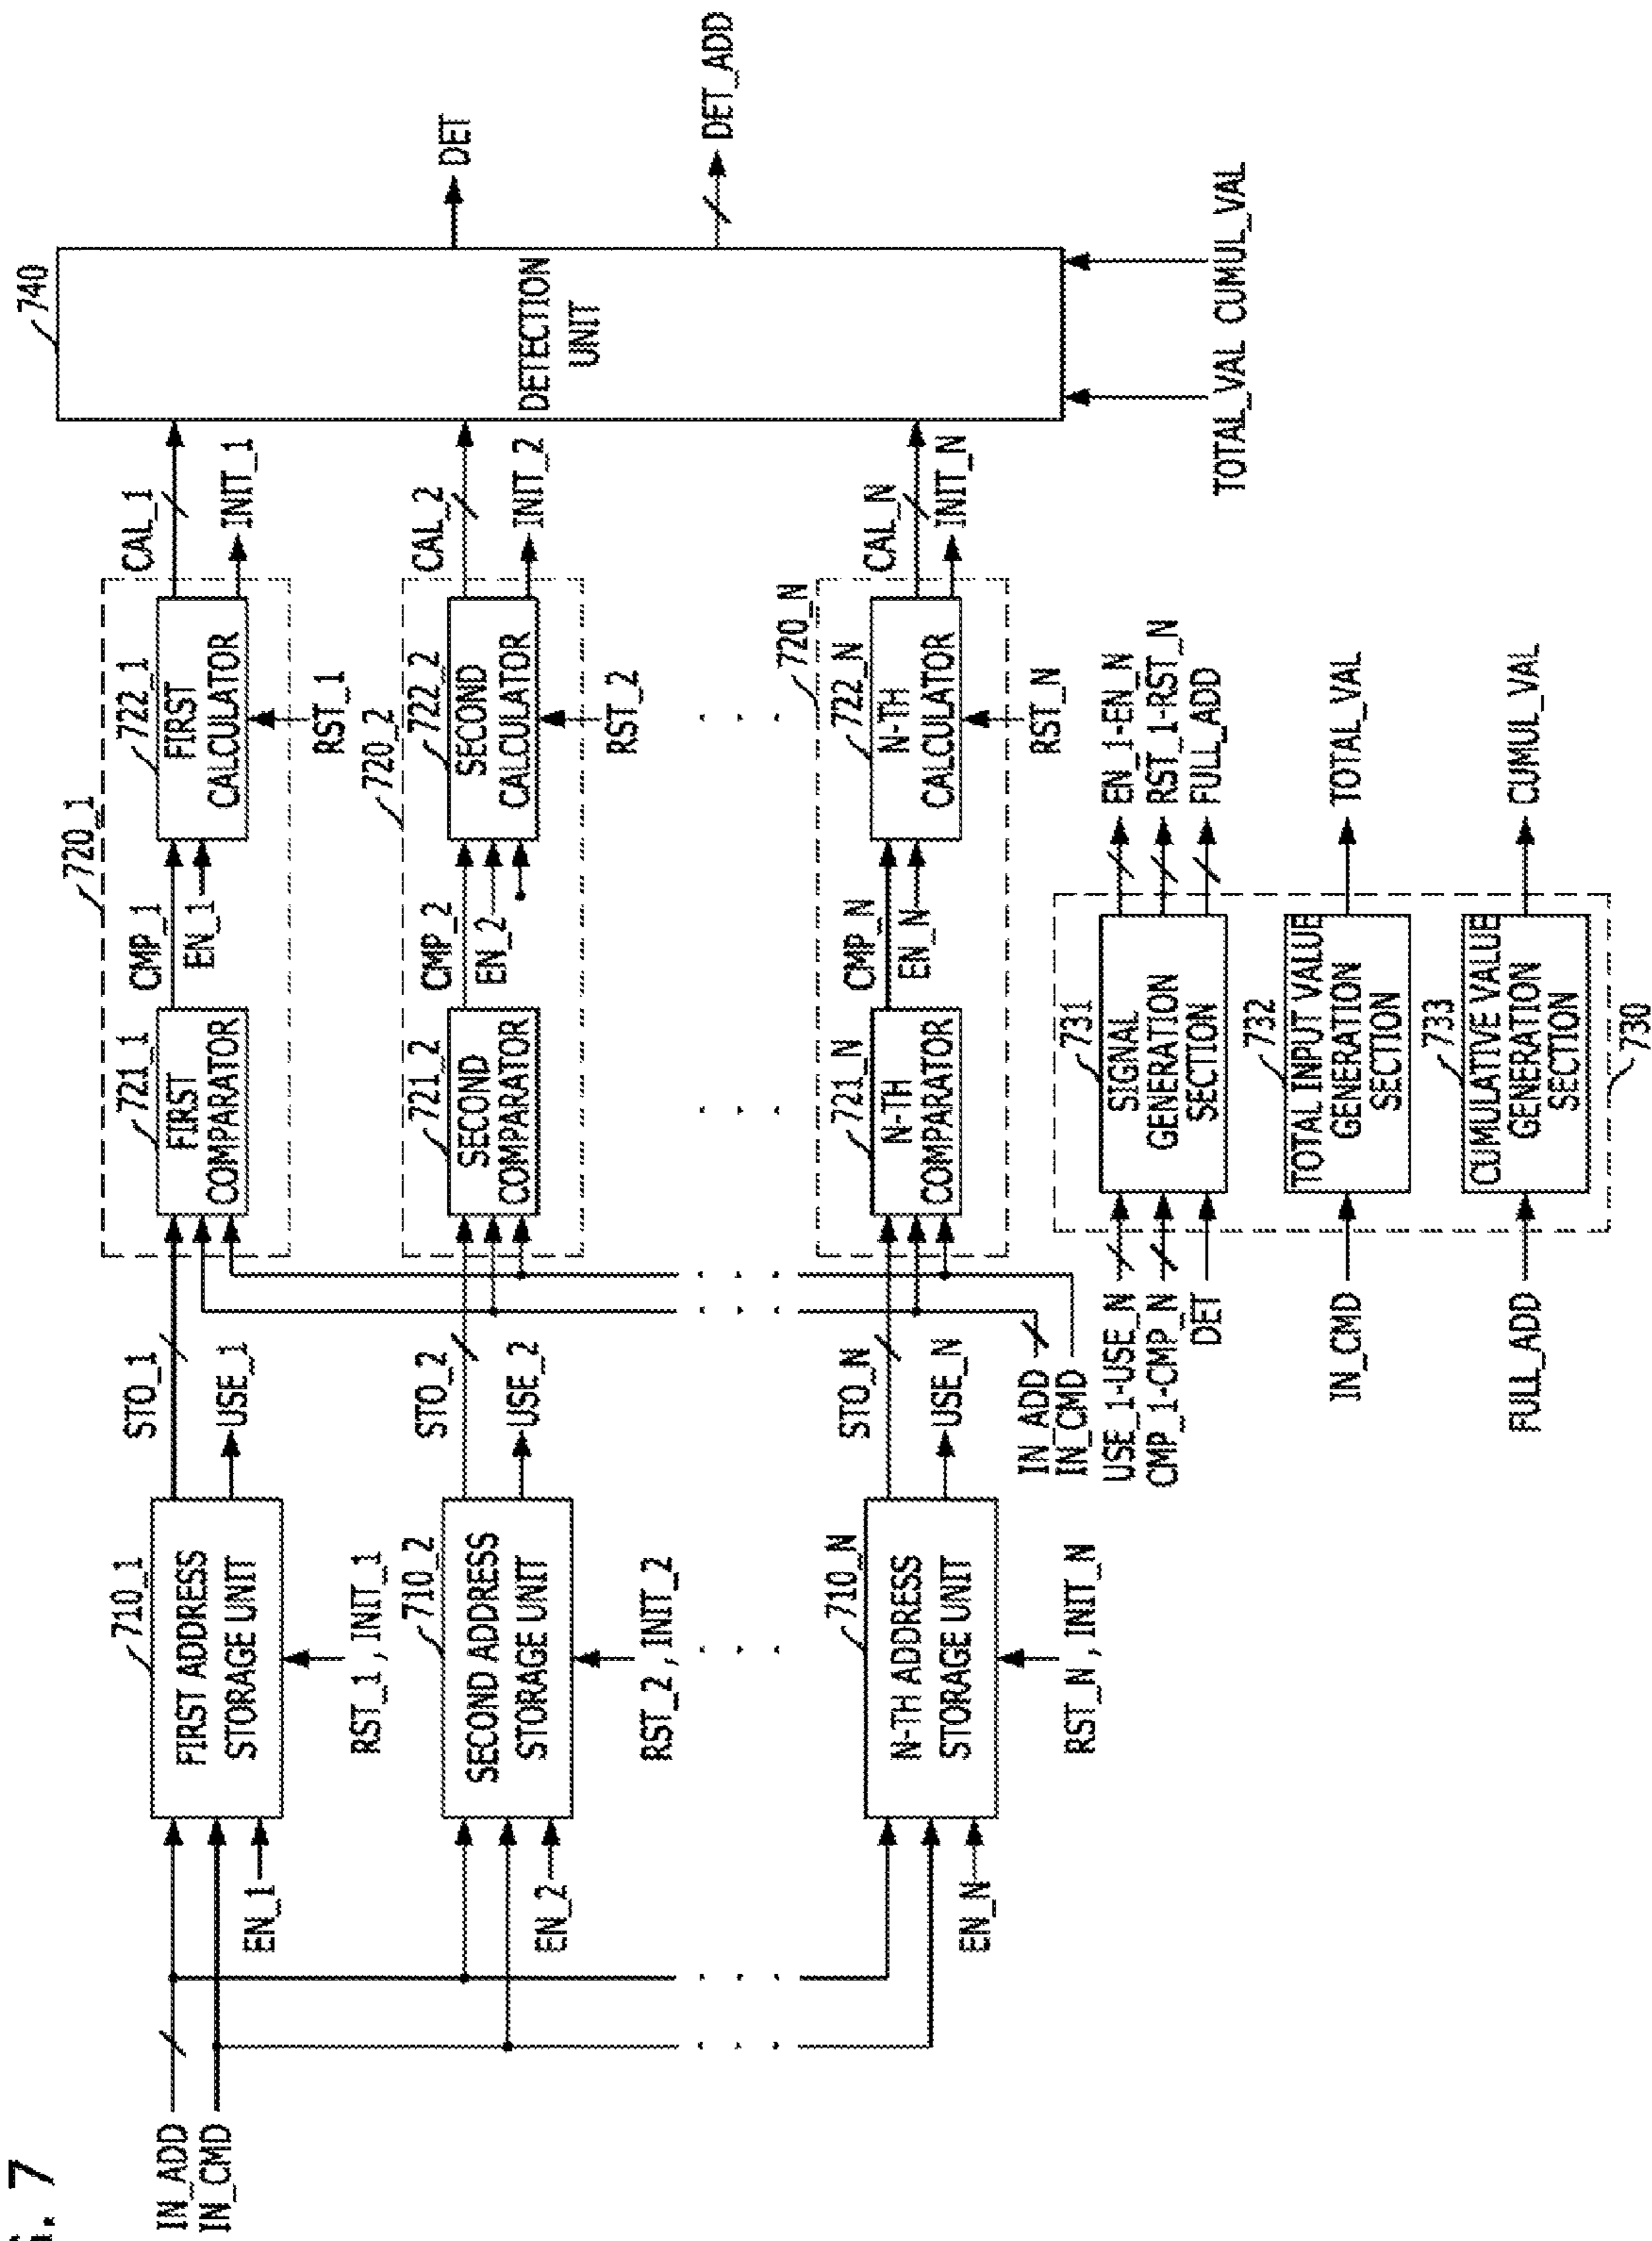 G. 7
IN_ADD
IN_CMD
EN_1
710_1
FIRST ADDRESS
STORAGE UNIT
RST_1, INIT_1
STO_1
USE_1
720_1
721_1
FIRST
COMPARATOR
CMP_1
EN_1
722_1
FIRST
CALCULATOR
RST_1
CAL_1
INIT_1
EN_2
710_2
SECOND ADDRESS
STORAGE UNIT
RST_2, INIT_2
STO_2
USE_2
720_2
721_2
SECOND
COMPARATOR
CMP_2
EN_2
722_2
SECOND
CALCULATOR
RST_2
CAL_2
INIT_2
EN_N
710_N
N-TH ADDRESS
STORAGE UNIT
RST_N, INIT_N
STO_N
USE_N
IN_ADD
IN_CMD
720_N
721_N
N-TH
COMPARATOR
CMP_N
EN_N
722_N
N-TH
CALCULATOR
RST_N
CAL_N
INIT_N
740
DETECTION
UNIT
DET
DET_ADD
TOTAL_VAL CUMUL_VAL
USE_1-USE_N
CMP_1-CMP_N
DET
731
SIGNAL
GENERATION
SECTION
EN_1-EN_N
RST_1-RST_N
FULL_ADD
IN_CMD
732
TOTAL INPUT VALUE
GENERATION
SECTION
TOTAL_VAL
FULL_ADD
733
CUMULATIVE VALUE
GENERATION
SECTION
CUMUL_VAL
730